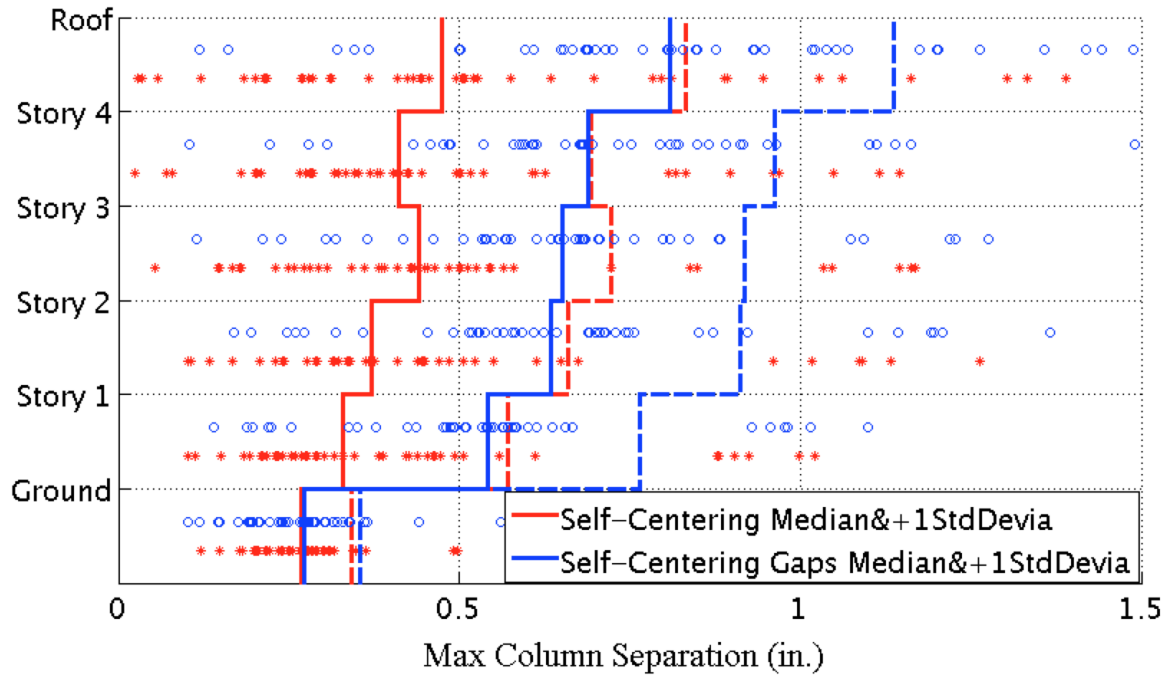 Roof
Story 4
Story 3
Story 2
Story 1
Ground
Self-Centering Median&+1StdDevia
Self-Centering Gaps Median&+1StdDevia
0 0.5 1 1.5
Max Column Separation (in.)